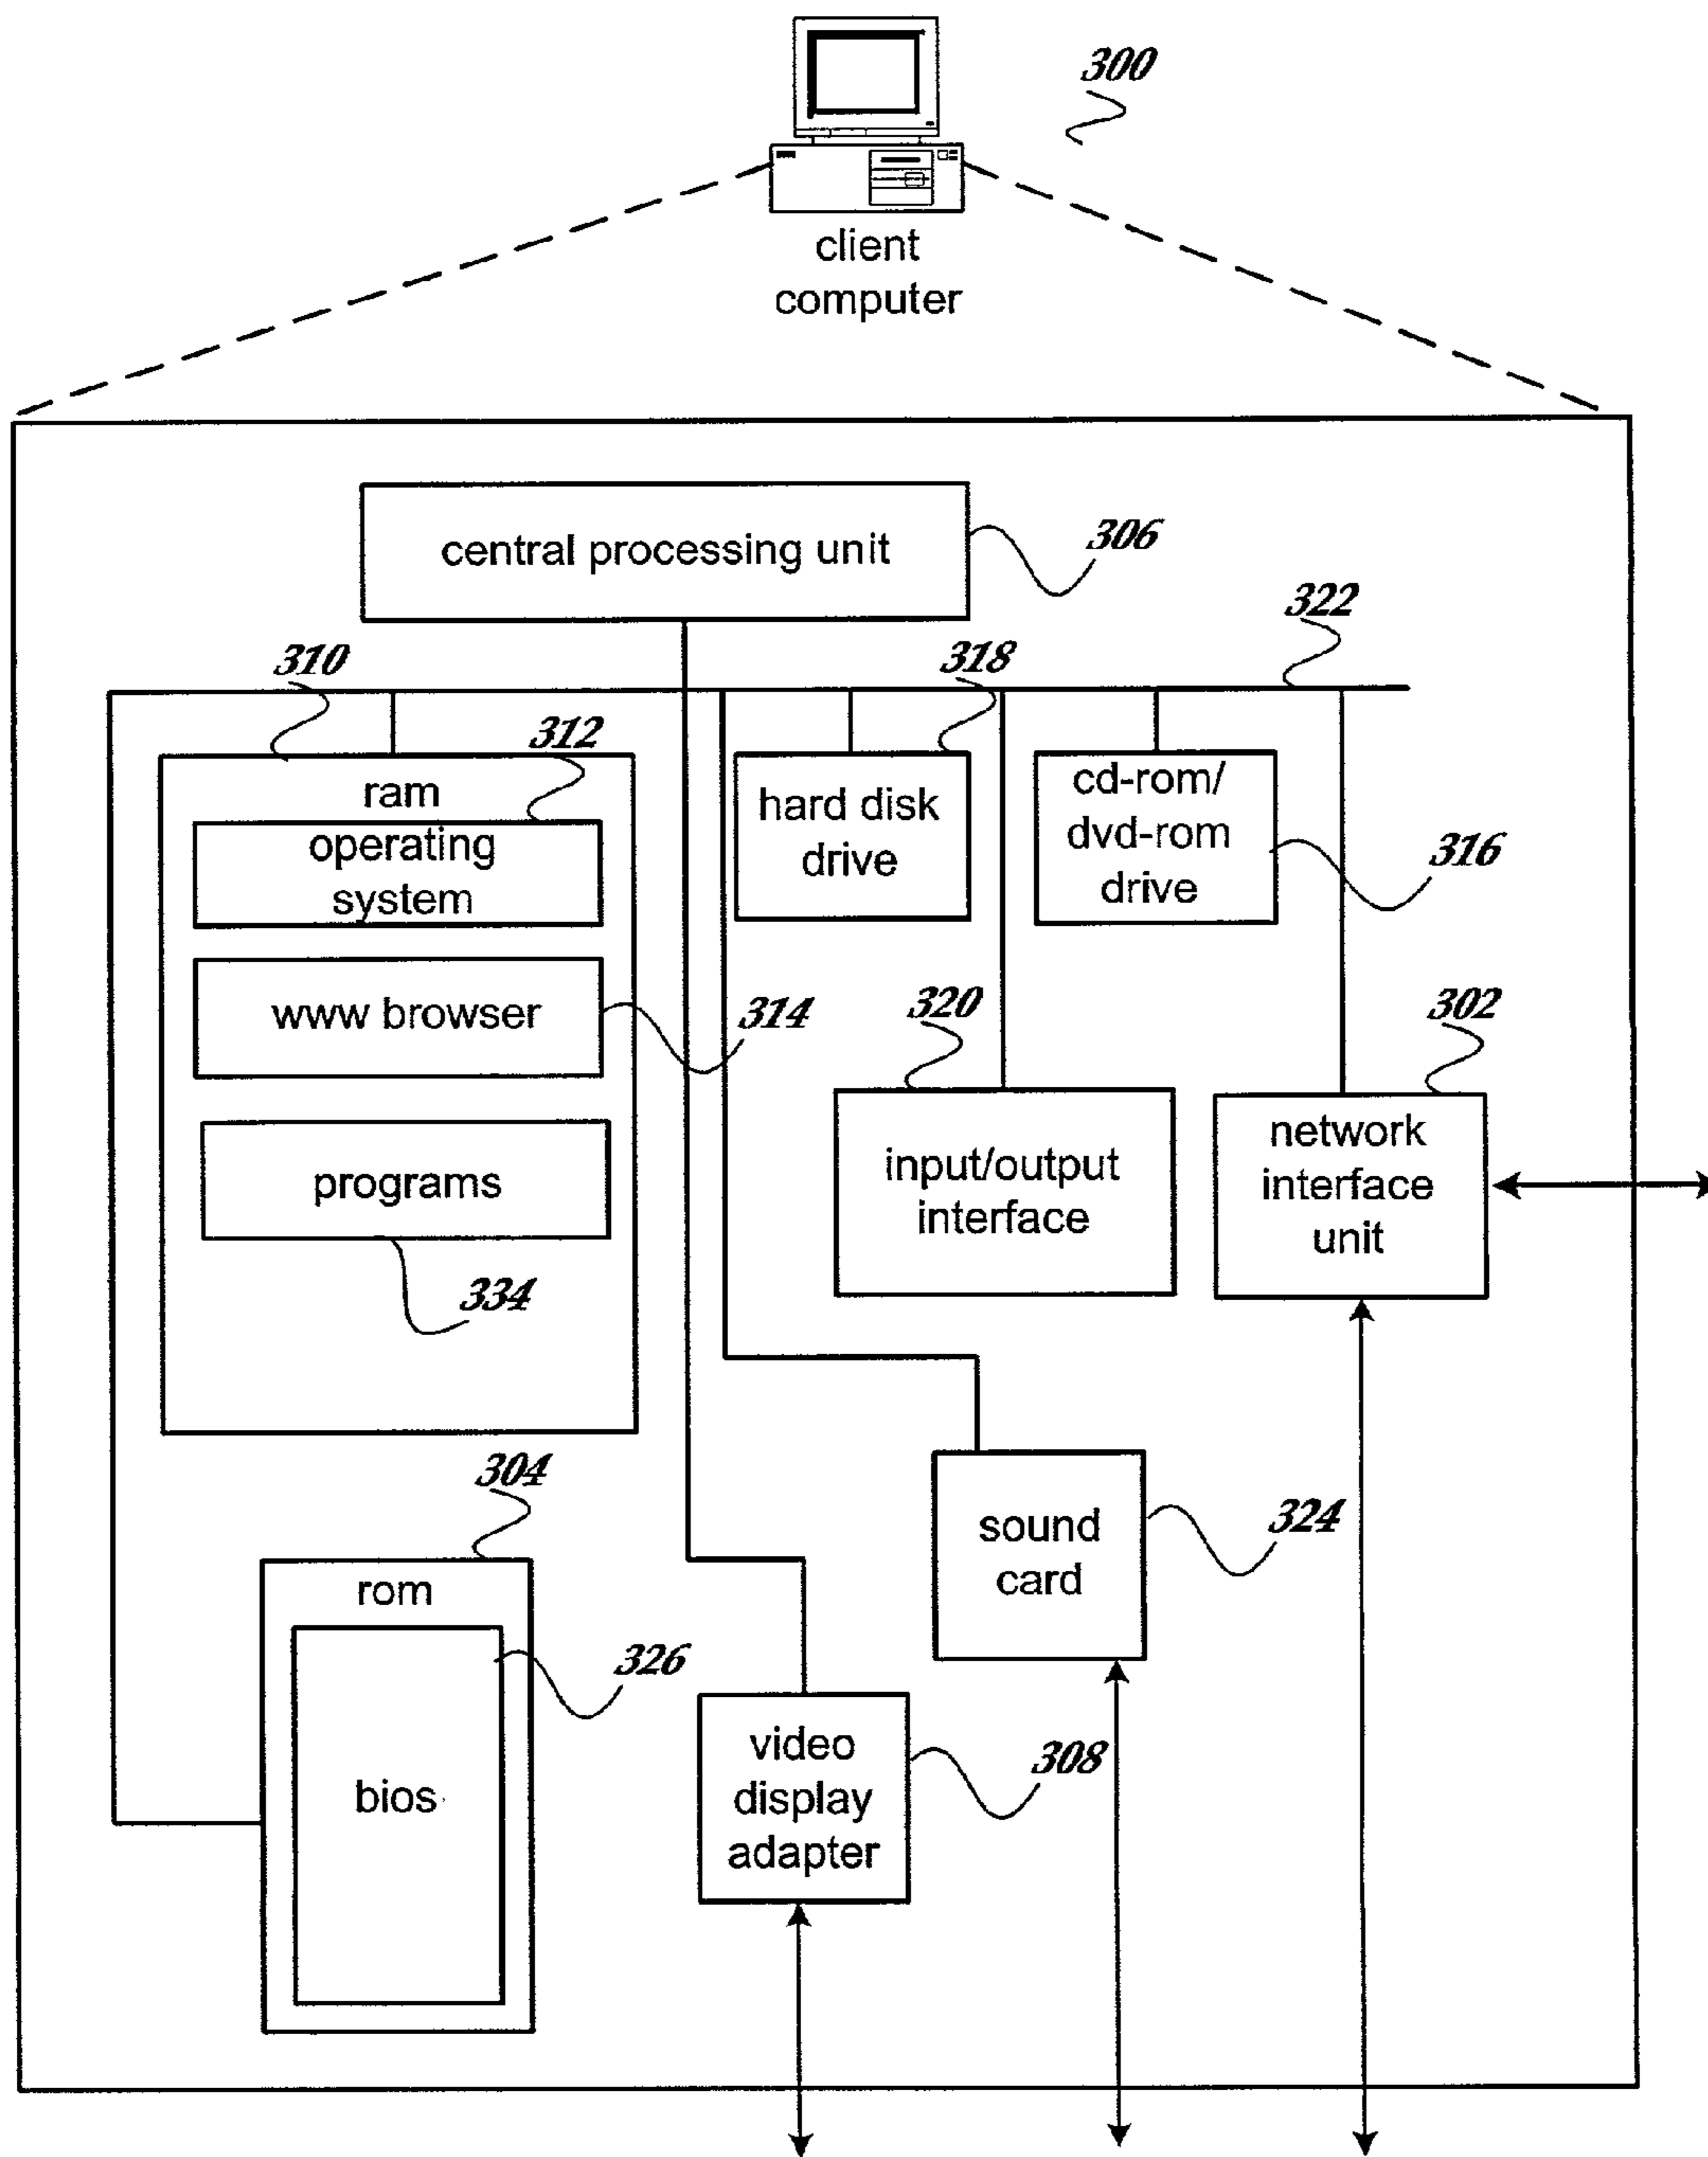 300
client
computer
central processing unit
306
322
310
318
312
ram
operating
system
hard disk
drive
cd-rom/
dvd-rom
drive
316
www browser
314
320
302
programs
334
input/output
interface
network
interface
unit
304
rom
sound
card
324
326
bios
video
display
adapter
308